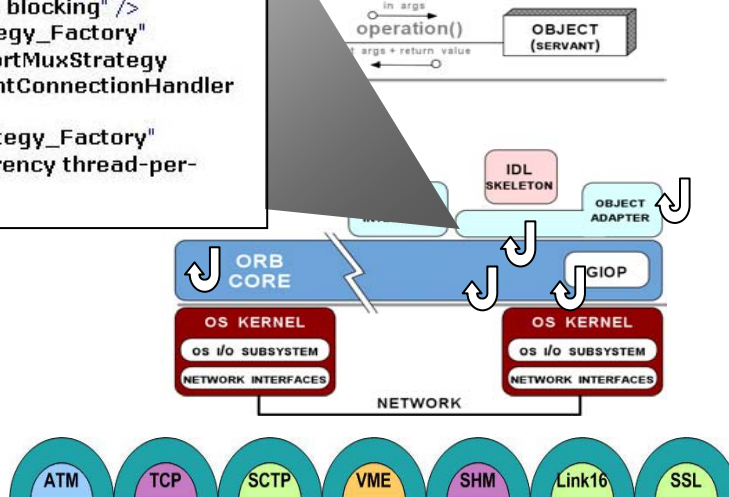 blocking" />
egy_Factory"
ortMuxStrategy
ntConnectionHandler
tegy_Factory"
rency thread-per-
in args
operation()
args + return value
OBJECT
(SERVANT)
IDL
SKELETON
OBJECT
ADAPTER
ORB
CORE
GIOP
OS KERNEL
OS I/O SUBSYSTEM
NETWORK INTERFACES
OS KERNEL
OS I/O SUBSYSTEM
NETWORK INTERFACES
NETWORK
ATM
TCP
SCTP
VME
SHM
Link16
SSL